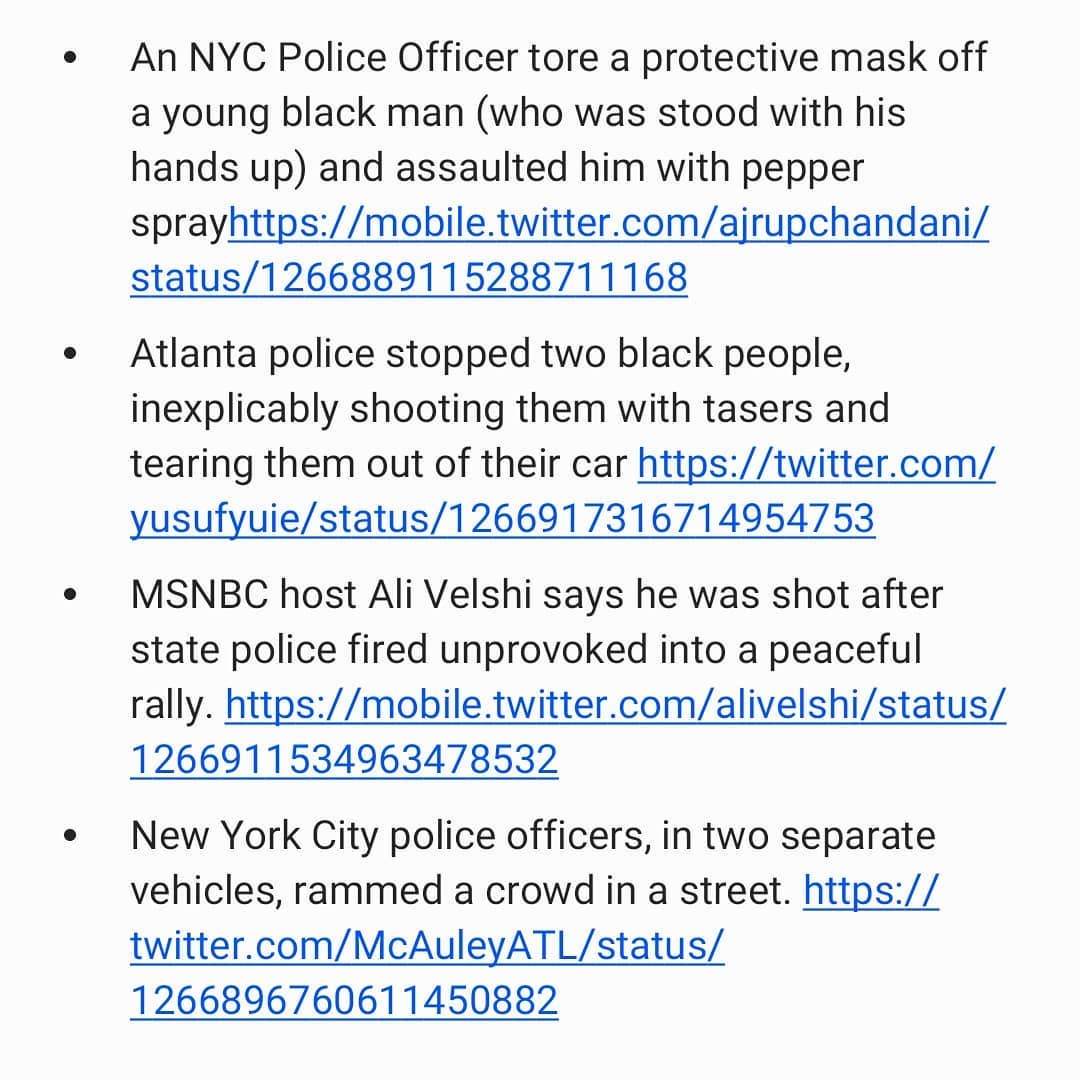 • An NYC Police Officer tore a protective mask off
a young black man (who was stood with his
hands up) and assaulted him with pepper
sprayhttps://mobile.twitter.com/ajrupchandani/
status/1266889115288711168
• Atlanta police stopped two black people,
inexplicably shooting them with tasers and
tearing them out of their car https://twitter.com/
yusufyuie/status/1266917316714954753
• MSNBC host Ali Velshi says he was shot after
state police fired unprovoked into a peaceful
rally. https://mobile.twitter.com/alivelshi/status/
1266911534963478532
• New York City police officers, in two separate
vehicles, rammed a crowd in a street. https://
twitter.com/McAuleyATL/status/
1266896760611450882